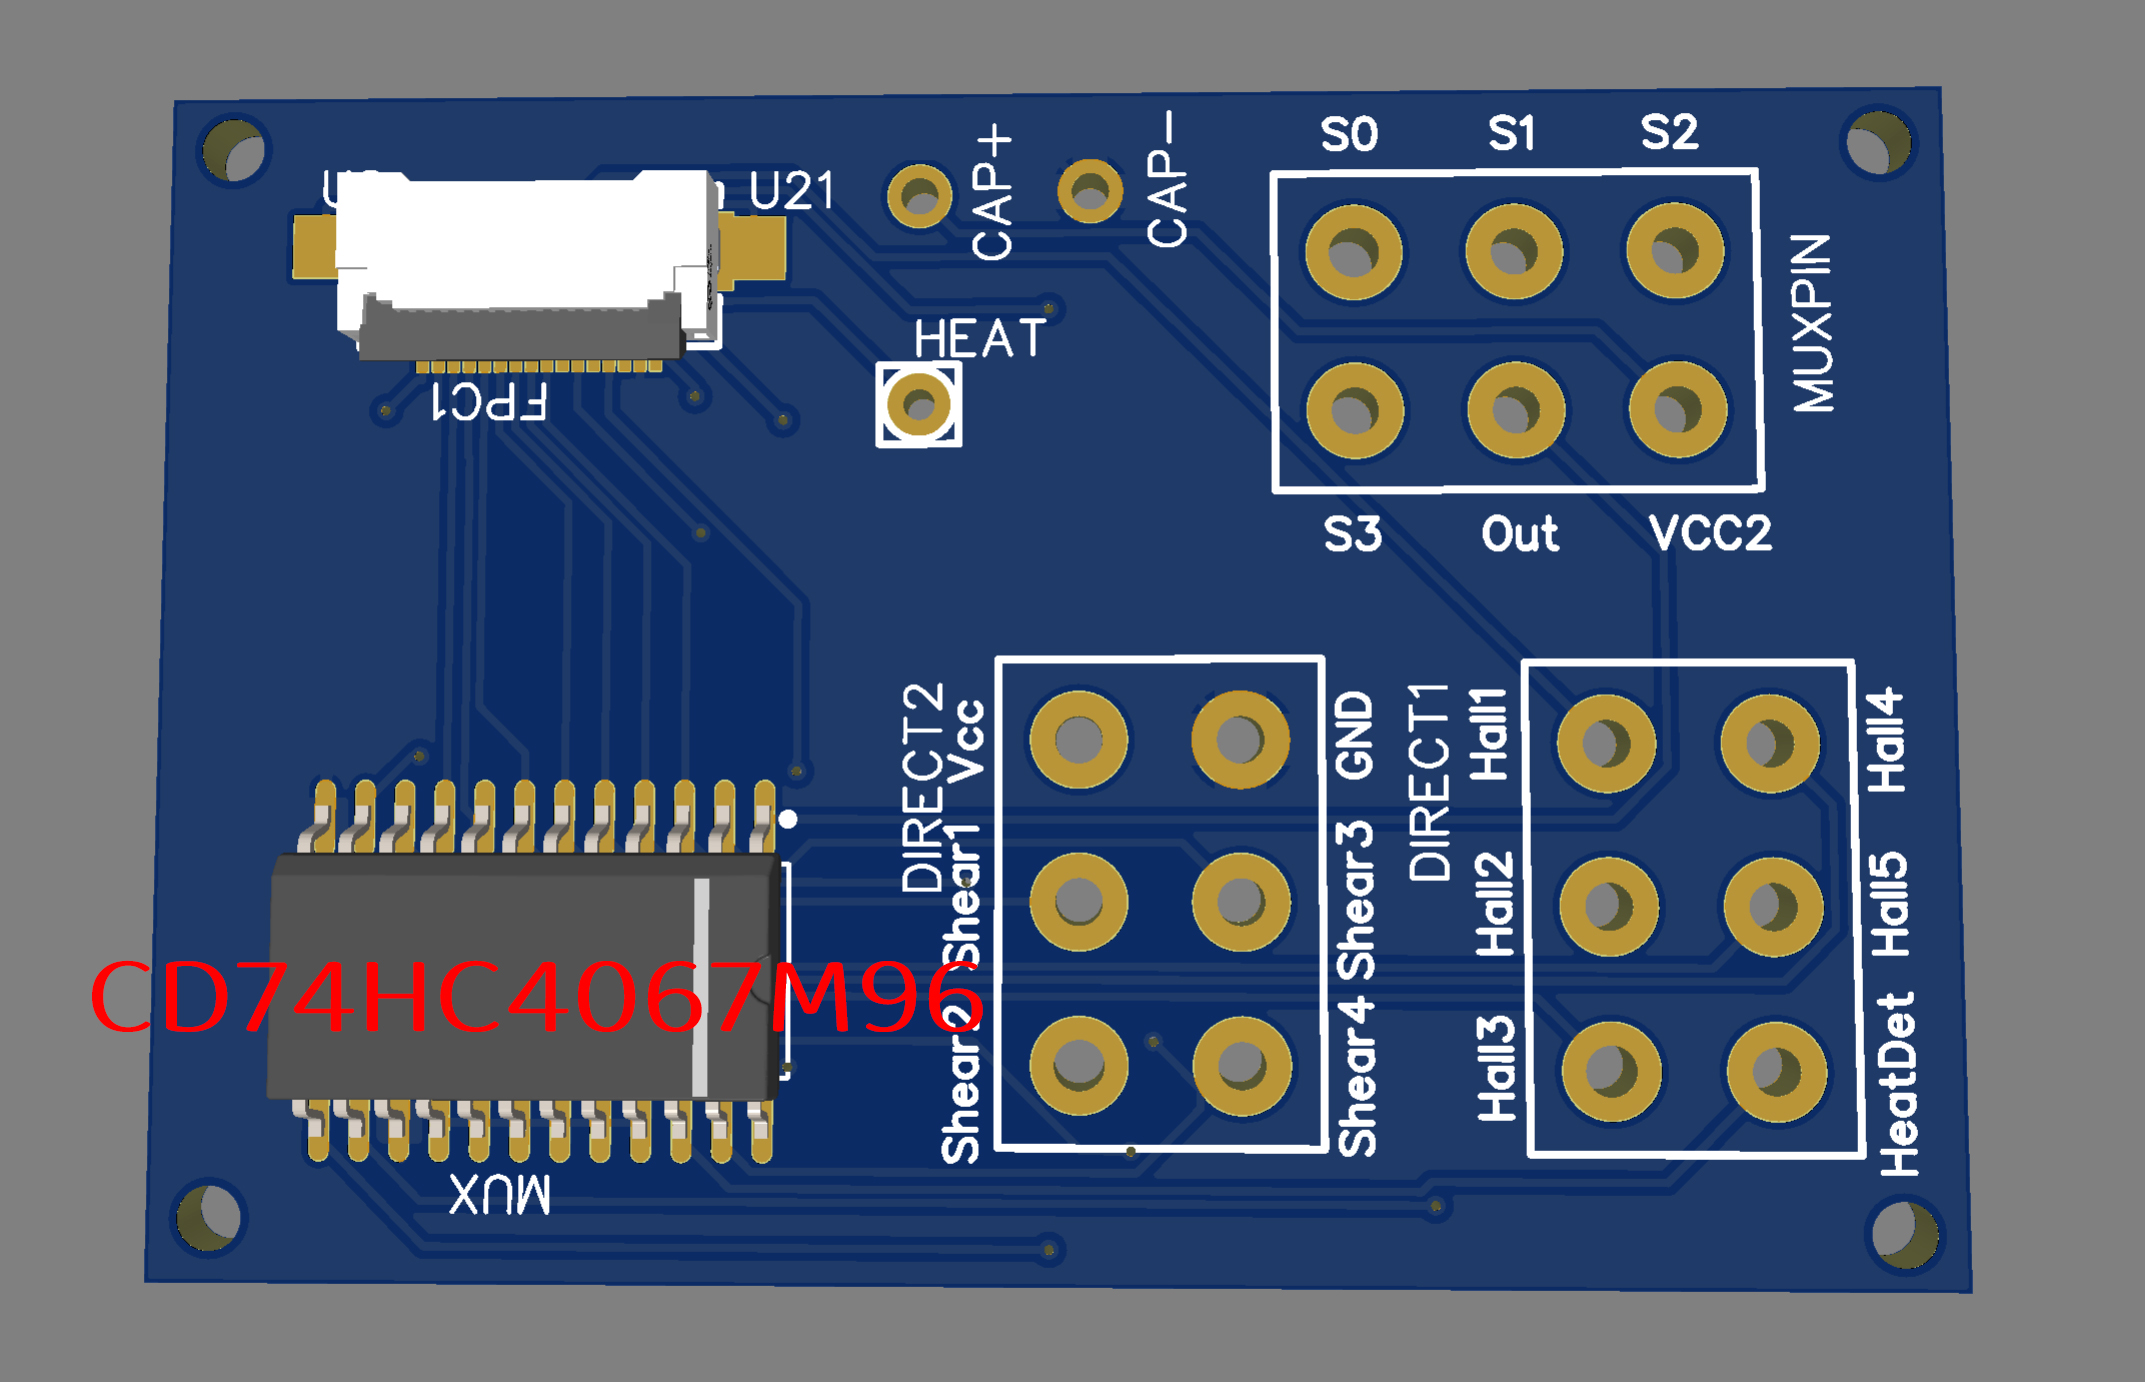 S0 S1 S2
U21
CAP+
CAP-
MUXPIN
HEAT
FPC1
S3 Out VCC2
DIRECT2
Vcc
GND
DIRECT1
Hall1
Hall4
Shear1
Shear3
Hall2
Hall5
CD74HC4067M96
Shear2
Shear4
Hall3
HeatDet
MUX